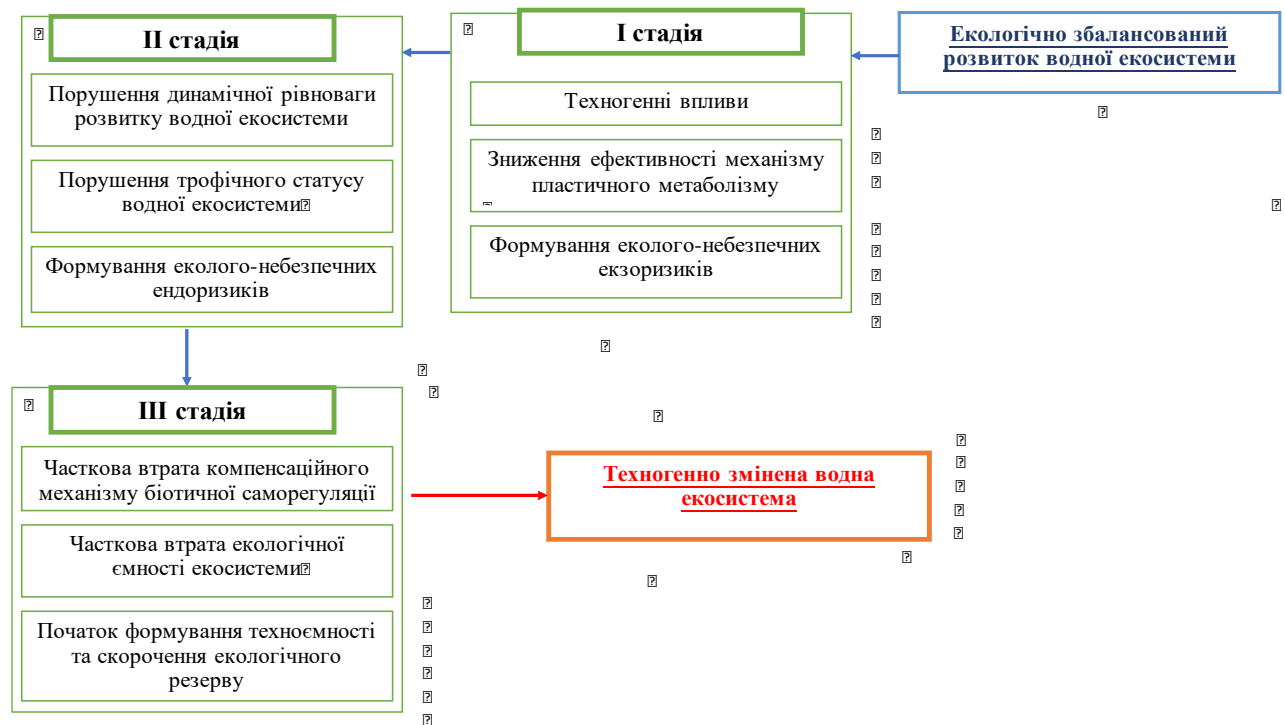 Екологічно збалансований
розвиток водної екосистеми
I стадія
Техногенні впливи
Зниження ефективності механізму
пластичного метаболізму
Формування еколого-небезпечних
екзоризиків
II стадія
Порушення динамічної рівноваги
розвитку водної екосистеми
Порушення трофічного статусу
водної екосистеми
Формування еколого-небезпечних
ендоризиків
III стадія
Часткова втрата компенсаційного
механізму біотичної саморегуляції
Часткова втрата екологічної
ємності екосистеми
Початок формування техноємності
та скорочення екологічного
резерву
Техногенно змінена водна
екосистема